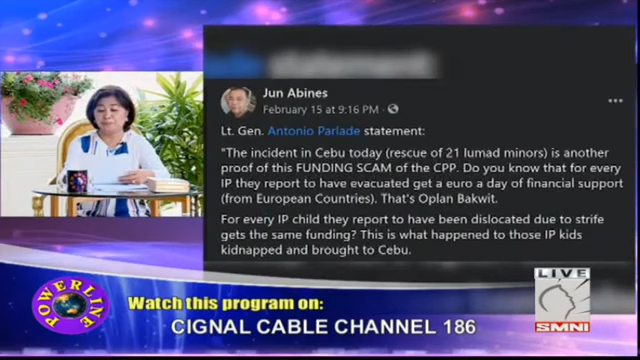 Parlade statement:
Jun Abines
February 15 at 9:16 PM
Lt. Gen. Antonio Parlade statement:
"The incident in Cebu today (rescue of 21 lumad minors) is another
proof of this FUNDING SCAM of the CPP. Do you know that for every
IP they report to have evacuated get a euro a day of financial support
(from European Countries). That's Oplan Bakwit.
For every IP child they report to have been dislocated due to strife
gets the same funding? This is what happened to those IP kids
kidnapped and brought to Cebu.
POWERLINE
Watch this program on:
CIGNAL CABLE CHANNEL 186
LIVE
SMNI